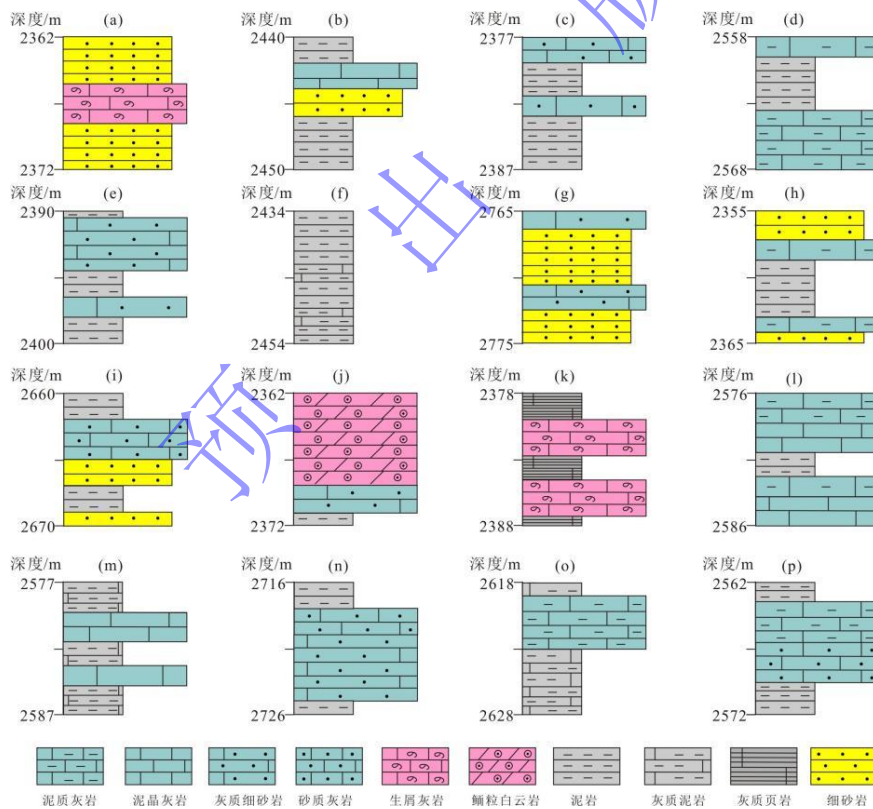 深度/m (a) 深度/m (b) 深度/m (c) 深度/m (d)
2362 2440 2377 2558
2372 2450 2387 2568
深度/m (e) 深度/m (f) 深度/m (g) 深度/m (h)
2390 2434 2765 2355
2400 2454 2775 2365
深度/m (i) 深度/m (j) 深度/m (k) 深度/m (l)
2660 2362 2378 2576
2670 2372 2388 2586
深度/m (m) 深度/m (n) 深度/m (o) 深度/m (p)
2577 2716 2618 2562
2587 2726 2628 2572
泥质灰岩 泥晶灰岩 灰质细砂岩 砂质灰岩 生屑灰岩 鲕粒白云岩 泥岩 灰质泥岩 灰质页岩 细砂岩
预 出